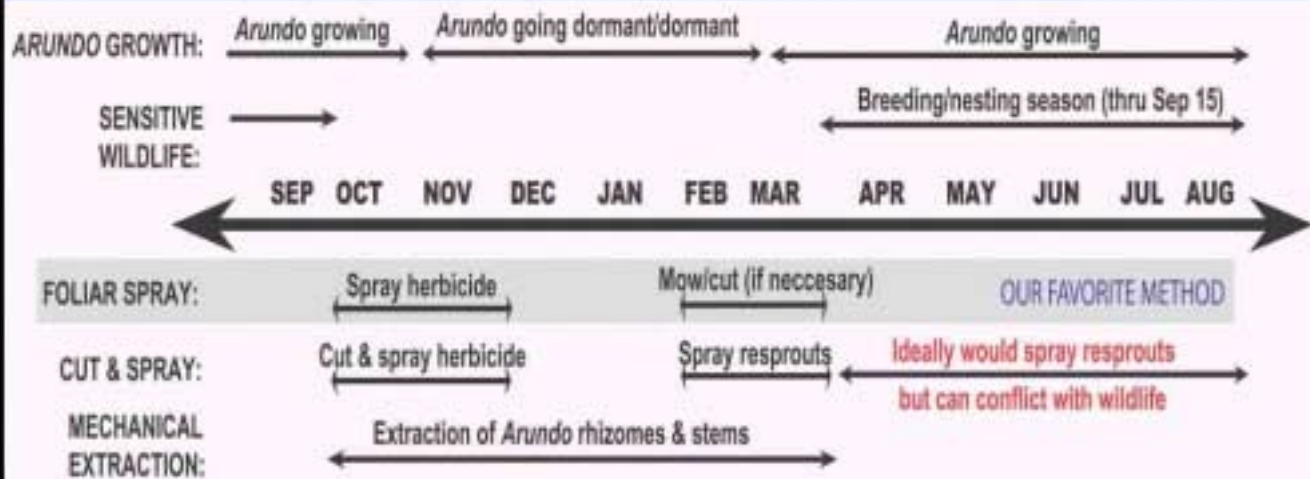 ARUNDO GROWTH: Arundo growing Arundo going dormant/dormant Arundo growing
Breeding/nesting season (thru Sep 15)
SENSITIVE
WILDLIFE:
SEP OCT NOV DEC JAN FEB MAR APR MAY JUN JUL AUG
FOLIAR SPRAY: Spray herbicide Mow/cut (if neccesary) OUR FAVORITE METHOD
CUT & SPRAY: Cut & spray herbicide Spray resprouts Ideally would spray resprouts
but can conflict with wildlife
MECHANICAL
EXTRACTION: Extraction of Arundo rhizomes & stems